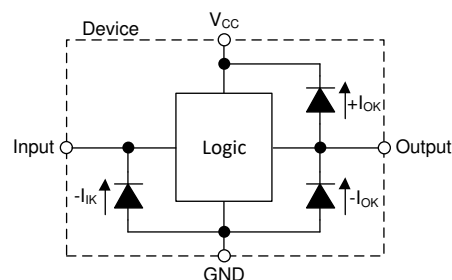 Device
VCC
+IOK
Input
Logic
Output
-IIK
-IOK
GND